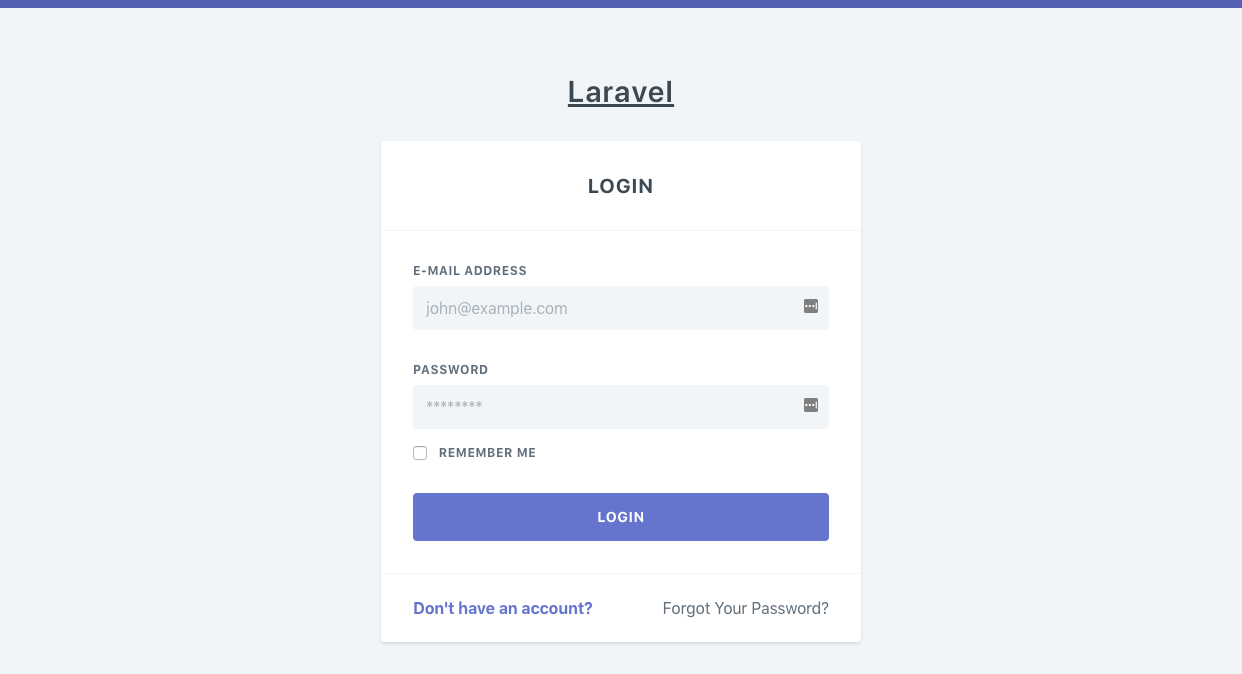 Laravel
LOGIN
E-MAIL ADDRESS
john@example.com
PASSWORD
********
REMEMBER ME
LOGIN
Don't have an account? Forgot Your Password?